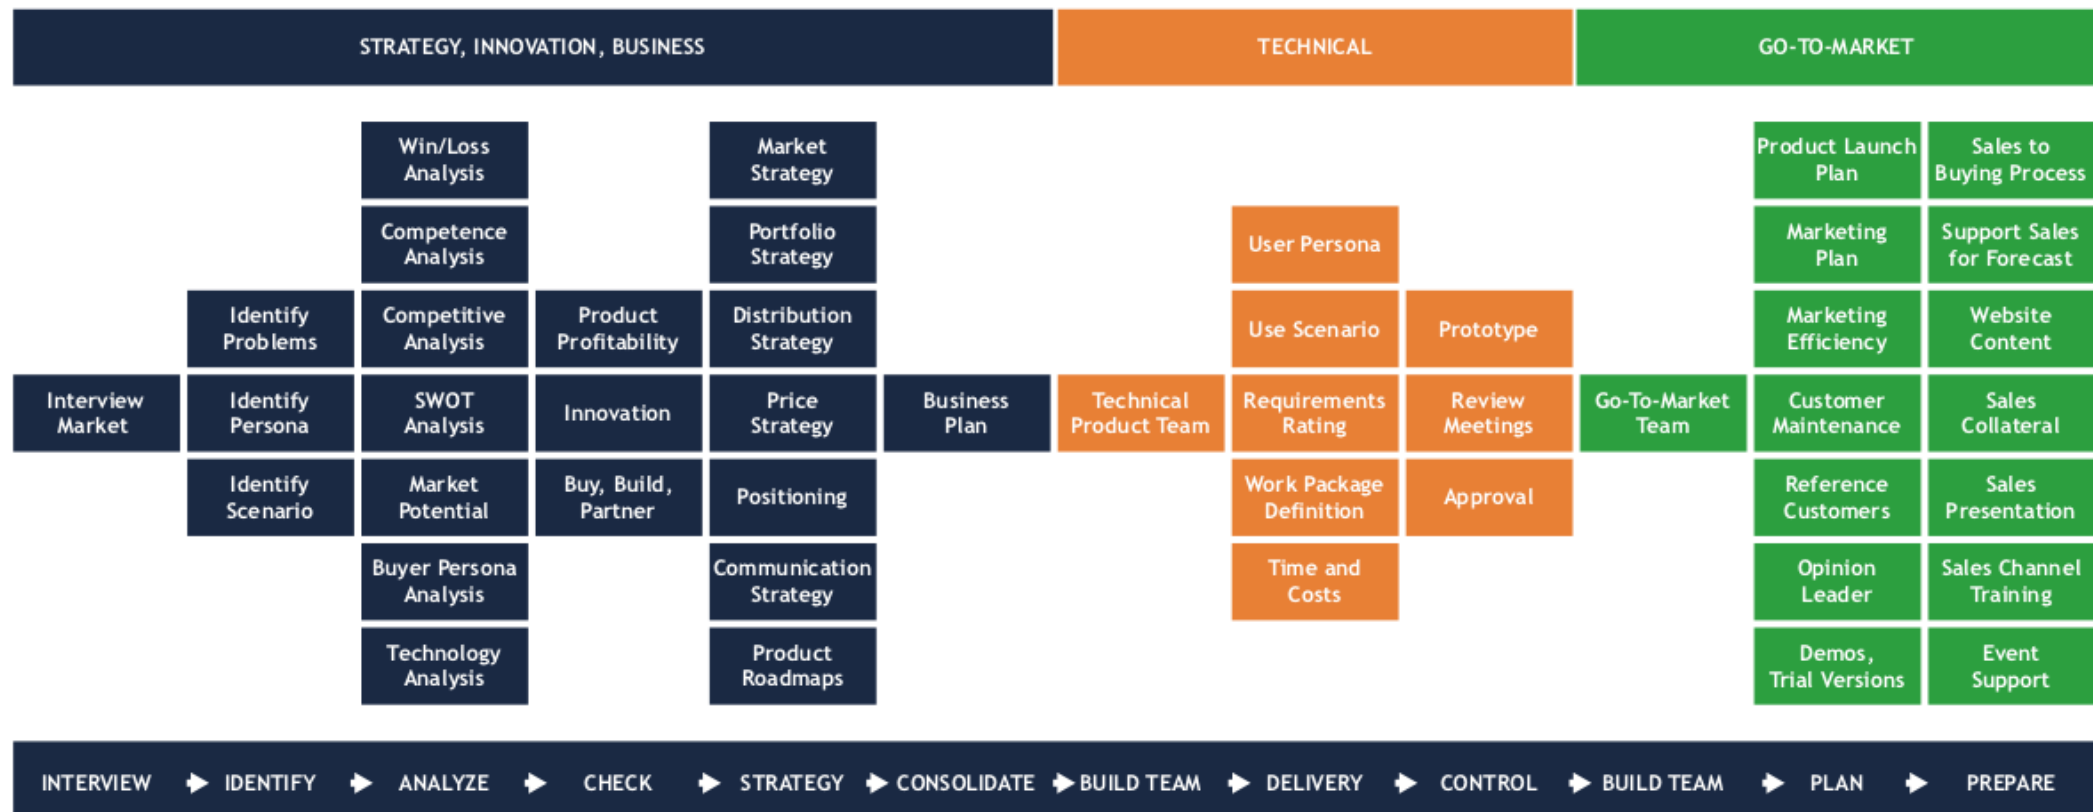 STRATEGY, INNOVATION, BUSINESS
TECHNICAL
GO-TO-MARKET
Interview
Market
Identify
Problems
Identify
Persona
Identify
Scenario
Win/Loss
Analysis
Competence
Analysis
Competitive
Analysis
SWOT
Analysis
Market
Potential
Buyer Persona
Analysis
Technology
Analysis
Product
Profitability
Innovation
Buy, Build,
Partner
Market
Strategy
Portfolio
Strategy
Distribution
Strategy
Price
Strategy
Positioning
Communication
Strategy
Product
Roadmaps
Business
Plan
Technical
Product Team
User Persona
Use Scenario
Requirements
Rating
Work Package
Definition
Time and
Costs
Prototype
Review
Meetings
Approval
Go-To-Market
Team
Product Launch
Plan
Marketing
Plan
Marketing
Efficiency
Customer
Maintenance
Reference
Customers
Opinion
Leader
Demos,
Trial Versions
Sales to
Buying Process
Support Sales
for Forecast
Website
Content
Sales
Collateral
Sales
Presentation
Sales Channel
Training
Event
Support
INTERVIEW
IDENTIFY
ANALYZE
CHECK
STRATEGY
CONSOLIDATE
BUILD TEAM
DELIVERY
CONTROL
BUILD TEAM
PLAN
PREPARE